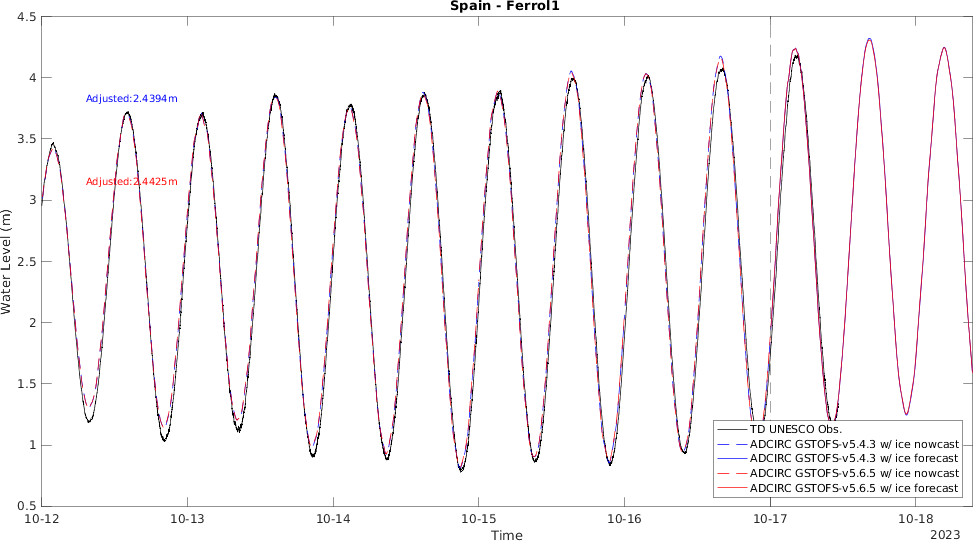 Spain - Ferrol1
4.5
4
3.5
3
2.5
2
1.5
1
0.5
Water Level (m)
Adjusted:2.4394m
Adjusted:2.4425m
TD UNESCO Obs.
ADCIRC GSTOFS-v5.4.3 w/ ice nowcast
ADCIRC GSTOFS-v5.4.3 w/ ice forecast
ADCIRC GSTOFS-v5.6.5 w/ ice nowcast
ADCIRC GSTOFS-v5.6.5 w/ ice forecast
10-12 10-13 10-14 10-15 10-16 10-17 10-18
Time
2023